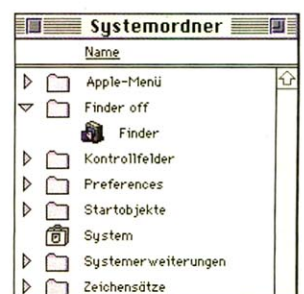 Systemordner
Name
Apple-Menü
Finder off
Finder
Kontrollfelder
Preferences
Startobjekte
System
Systemerweiterungen
Zeichensätze